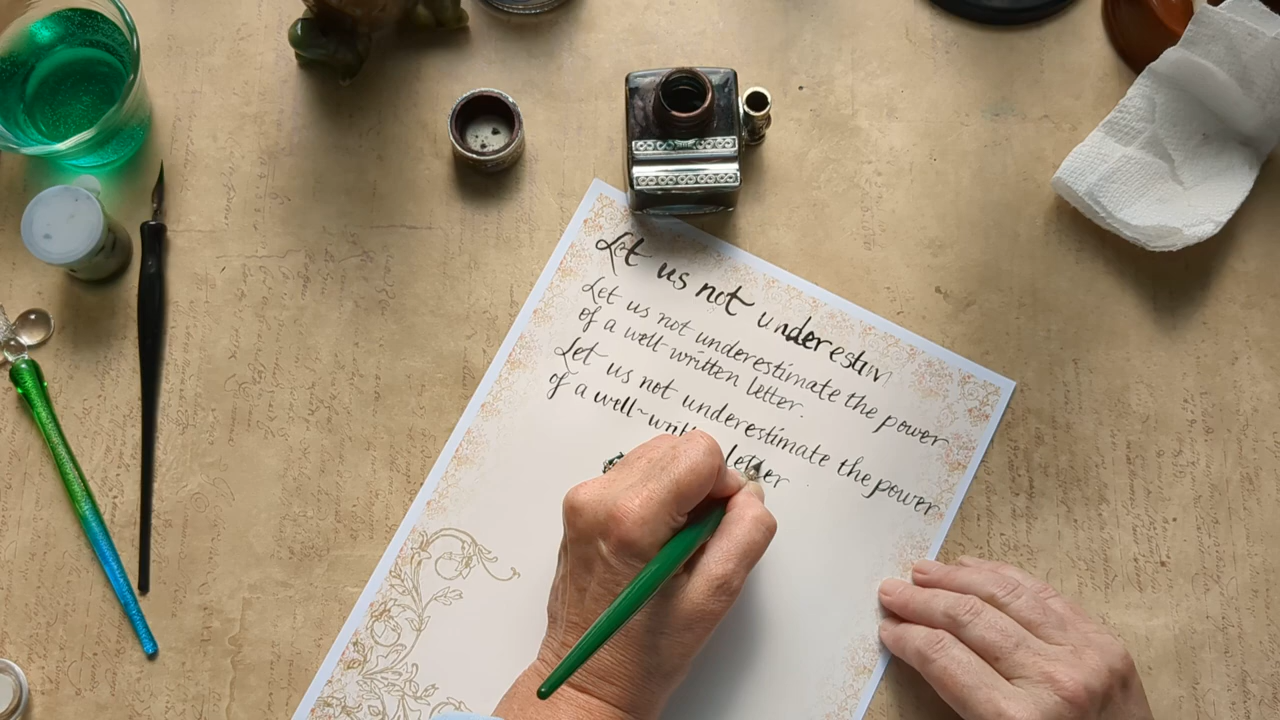 Let us not underestim
Let us not underestimate the power
of a well written letter.
Let us not underestimate the power
of a well-written letter